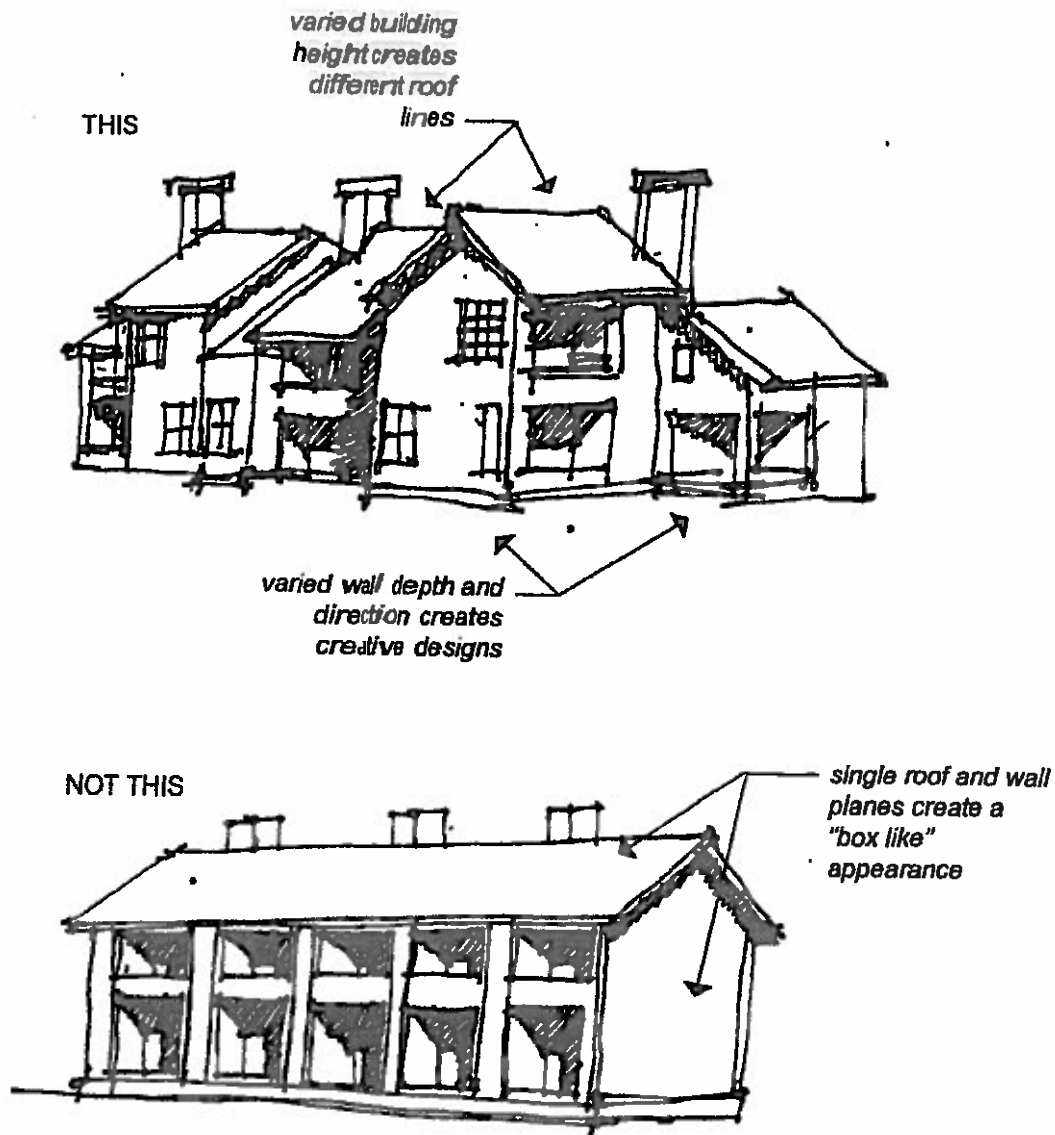 varied building
height creates
different roof
lines
THIS
varied wall depth and
direction creates
creative designs
NOT THIS
single roof and wall
planes create a
"box like"
appearance